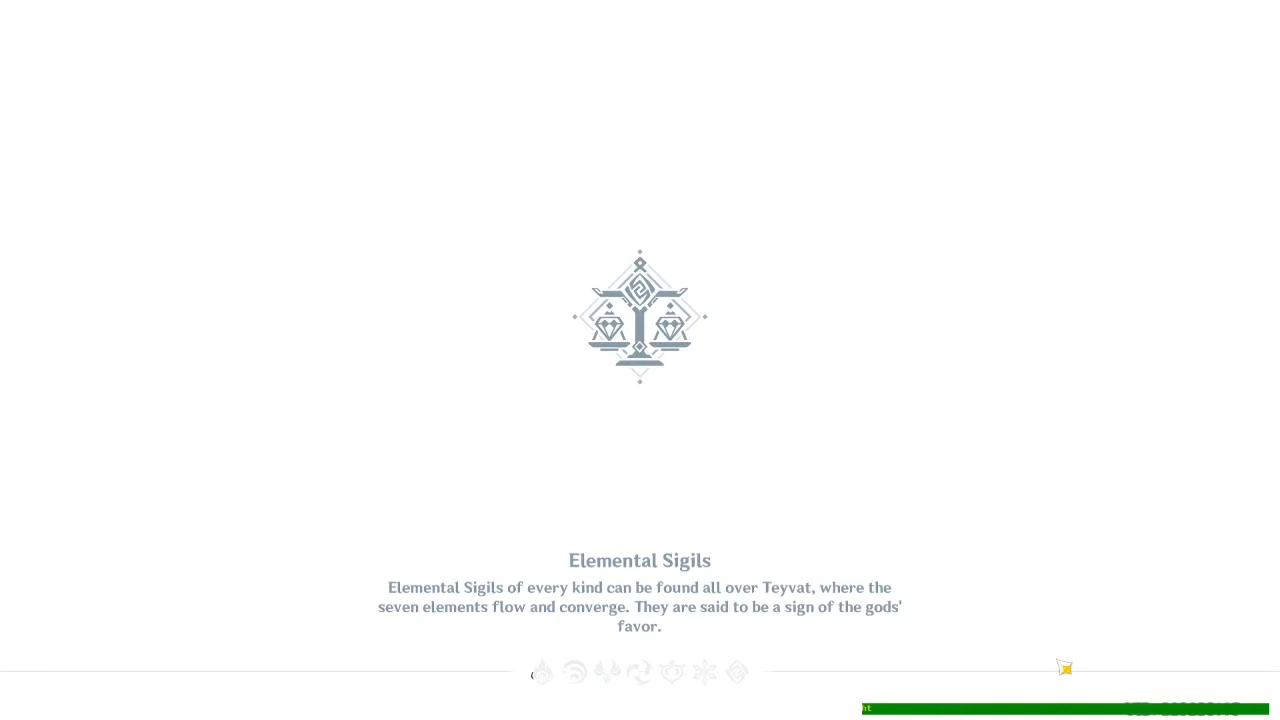 Elemental Sigils
Elemental Sigils of every kind can be found all over Teyvat, where the
seven elements flow and converge. They are said to be a sign of the gods'
favor.
ht